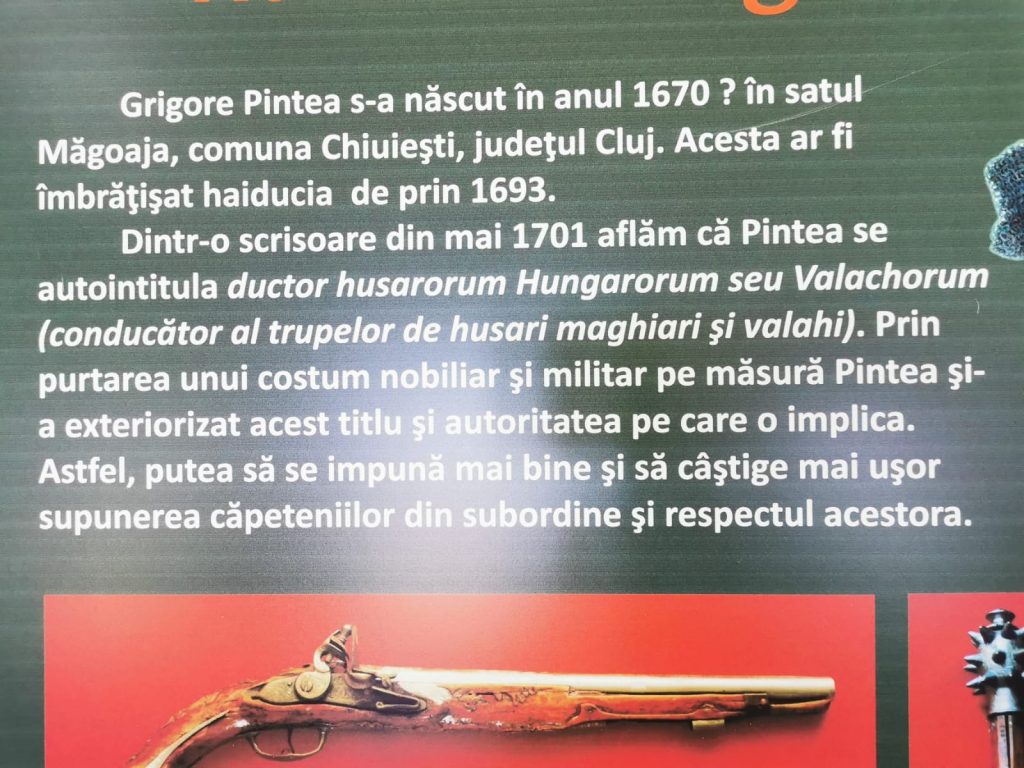 Grigore Pintea s-a născut în anul 1670 ? în satul
Măgoaja, comuna Chiuieşti, judeţul Cluj. Acesta ar fi
îmbrăţişat haiducia  de prin 1693.
Dintr-o scrisoare din mai 1701 aflăm că Pintea se
autointitula ductor husarorum Hungarorum seu Valachorum
(conducător al trupelor de husari maghiari şi valahi). Prin
purtarea unui costum nobiliar şi militar pe măsură Pintea şi-
a exteriorizat acest titlu şi autoritatea pe care o implica.
Astfel, putea să se impună mai bine şi să câştige mai uşor
supunerea căpeteniilor din subordine şi respectul acestora.